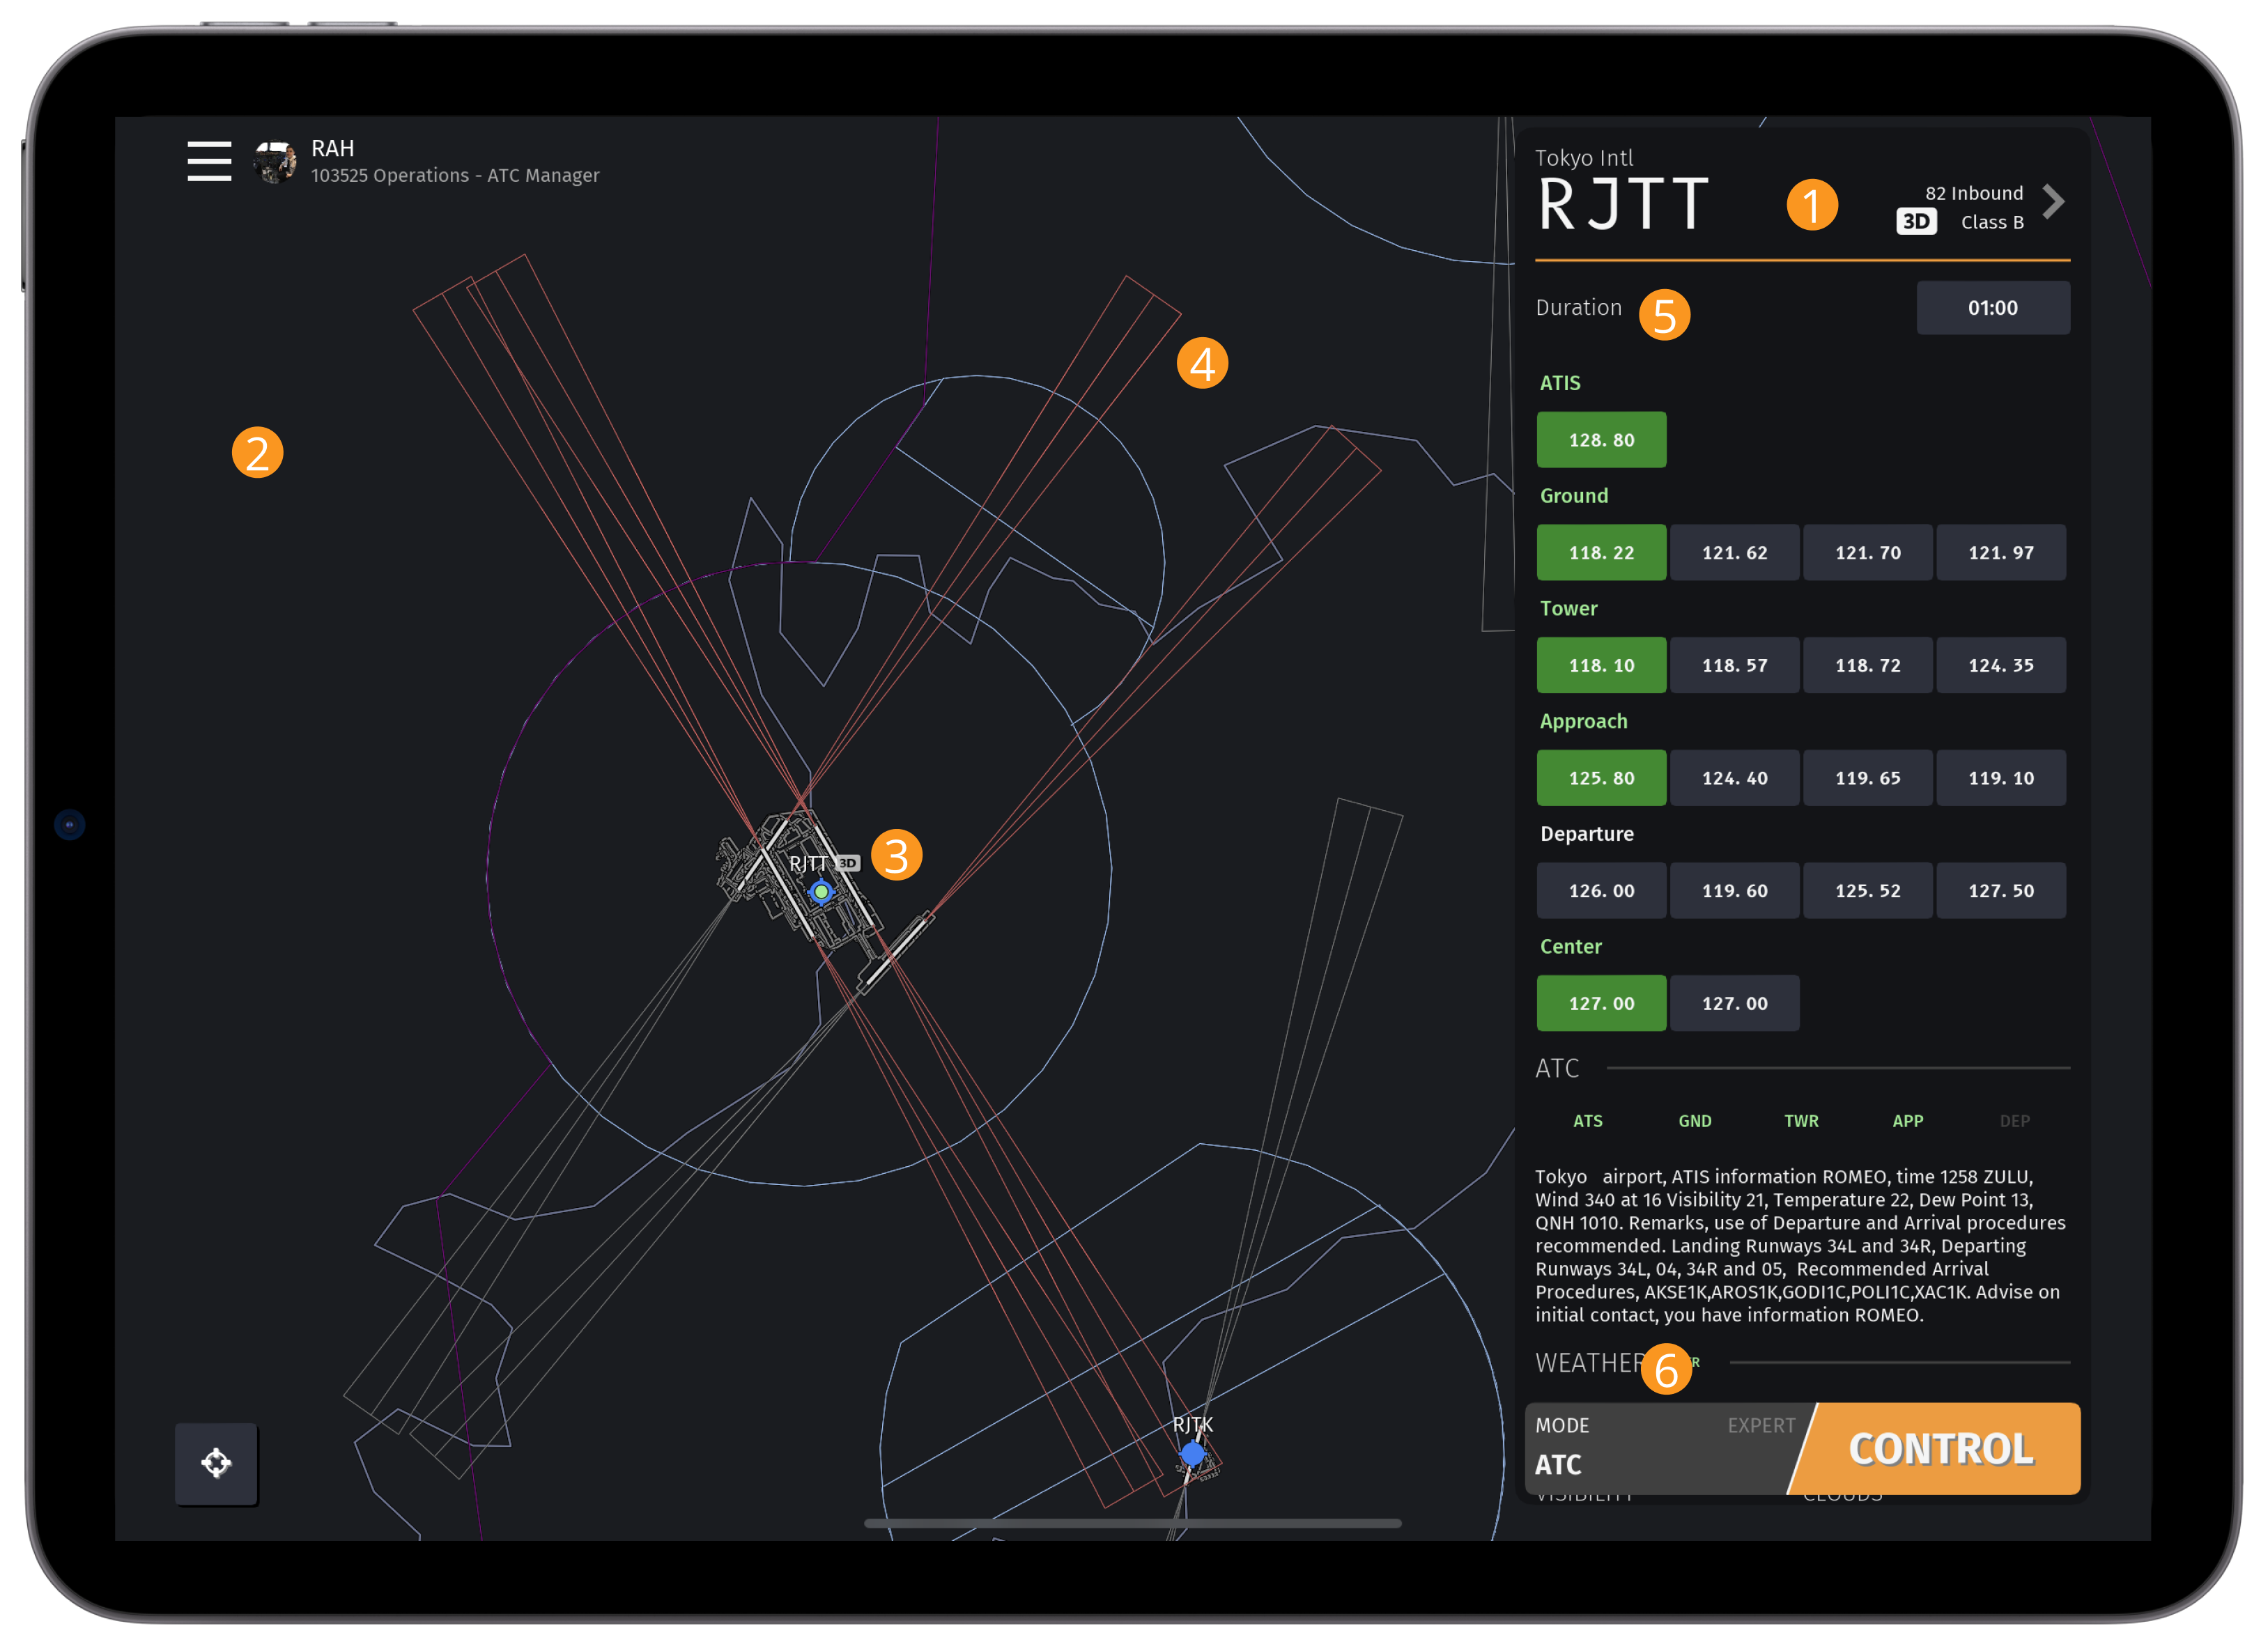 RAH
103525 Operations - ATC Manager
2
4
3
RJTT 3D
RJTK
Tokyo Intl
RJTT
1
82 Inbound
3D Class B
Duration
5
01:00
ATIS
128. 80
Ground
118. 22 121. 62 121. 70 121. 97
Tower
118. 10 118. 57 118. 72 124. 35
Approach
125. 80 124. 40 119. 65 119. 10
Departure
126. 00 119. 60 125. 52 127. 50
Center
127. 00 127. 00
ATC
ATS GND TWR APP DEP
Tokyo airport, ATIS information ROMEO, time 1258 ZULU,
Wind 340 at 16 Visibility 21, Temperature 22, Dew Point 13,
QNH 1010. Remarks, use of Departure and Arrival procedures
recommended. Landing Runways 34L and 34R, Departing
Runways 34L, 04, 34R and 05, Recommended Arrival
Procedures, AKSE1K,AROS1K,GODI1C,POLI1C,XAC1K. Advise on
initial contact, you have information ROMEO.
WEATHER
6
MODE EXPERT
ATC
CONTROL
VISIBILITY CLOUDS